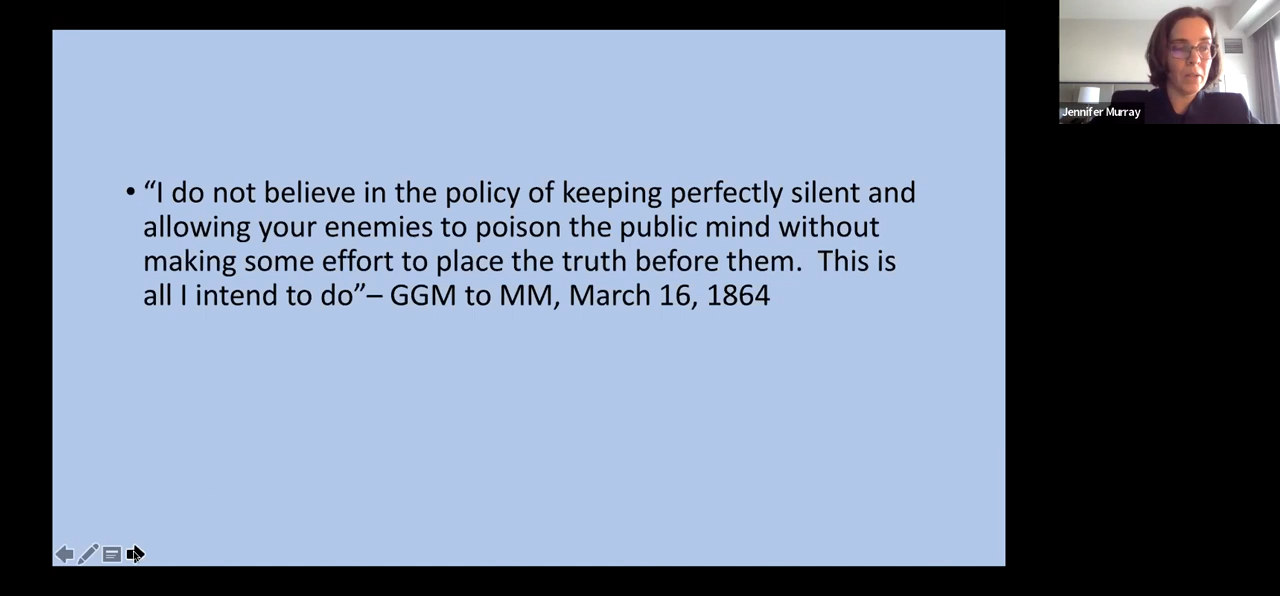 • “I do not believe in the policy of keeping perfectly silent and
allowing your enemies to poison the public mind without
making some effort to place the truth before them.  This is
all I intend to do”– GGM to MM, March 16, 1864
Jennifer Murray